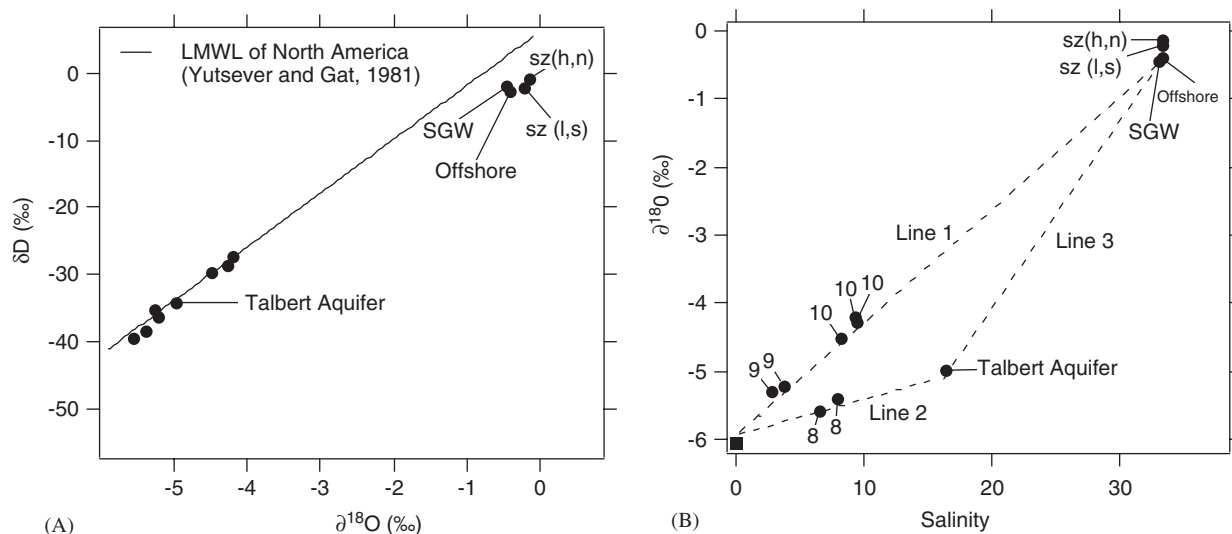 LMWL of North America
(Yutsever and Gat, 1981)
sz(h,n)
SGW
sz (l,s)
Offshore
Talbert Aquifer
0
-10
-20
-30
-40
-50
δD (‰)
-5 -4 -3 -2 -1 0
∂18O (‰)
(A)
sz(h,n)
sz (l,s)
Offshore
SGW
Line 1
Line 3
10 10 10
9 9
Talbert Aquifer
Line 2
8 8
0
-1
-2
-3
-4
-5
-6
∂180 (‰)
0 10 20 30
Salinity
(B)